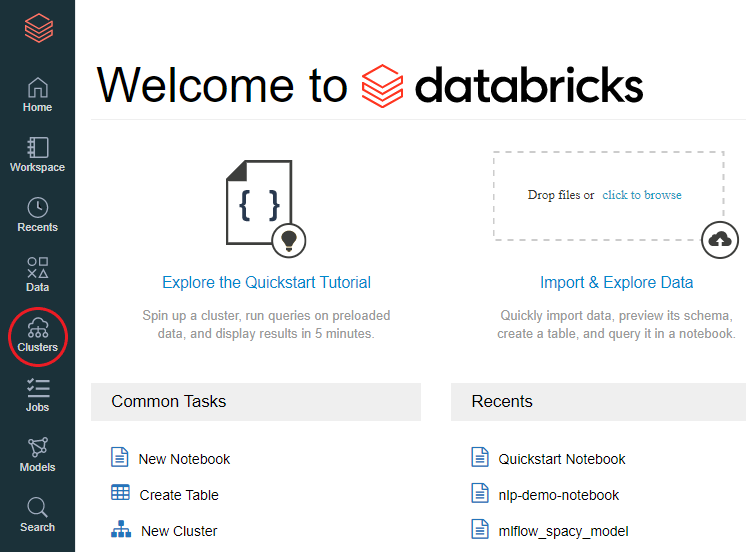 Home
Workspace
Recents
Data
Clusters
Jobs
Models
Search
Welcome to databricks
{ }
Explore the Quickstart Tutorial
Spin up a cluster, run queries on preloaded
data, and display results in 5 minutes.
Drop files or click to browse
Import & Explore Data
Quickly import data, preview its schema,
create a table, and query it in a notebook.
Common Tasks
New Notebook
Create Table
New Cluster
Recents
Quickstart Notebook
nlp-demo-notebook
mlflow_spacy_model